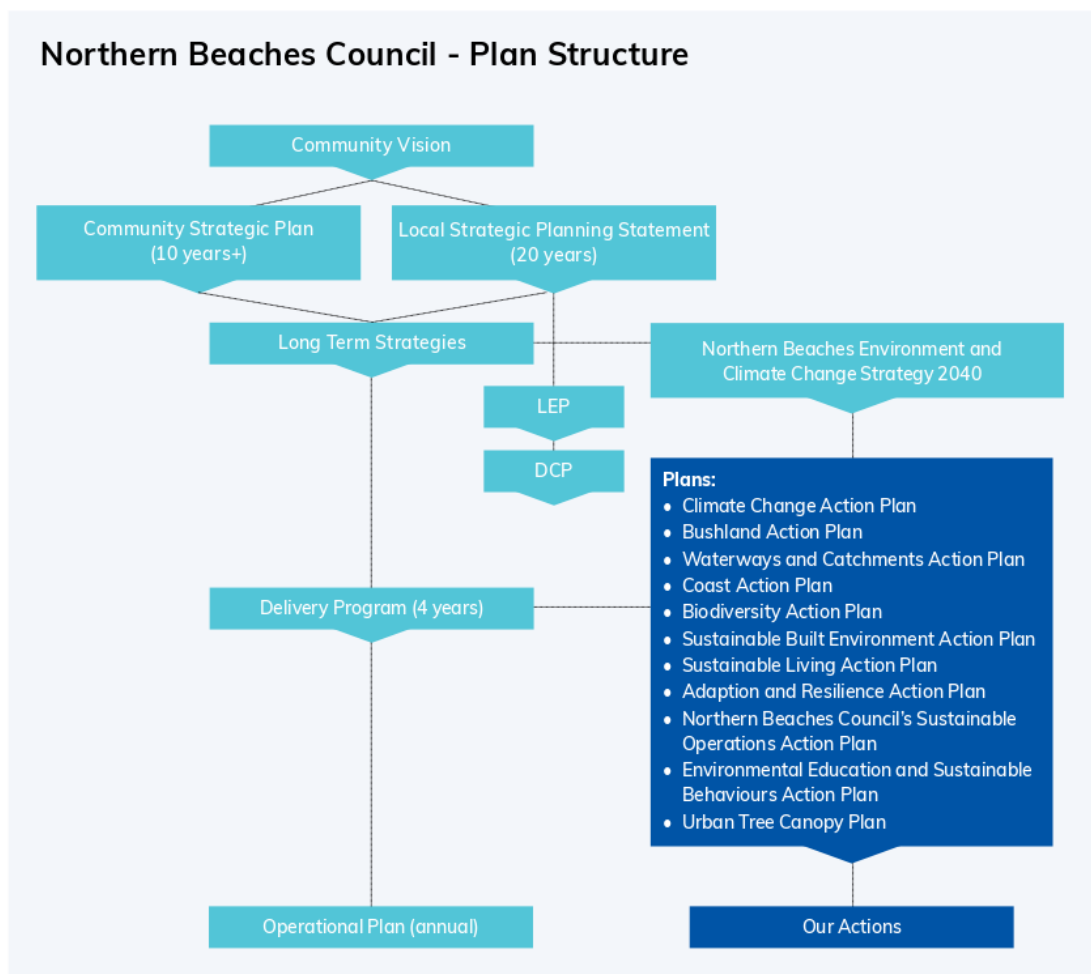 Northern Beaches Council - Plan Structure
Community Vision
Community Strategic Plan
(10 years+)
Local Strategic Planning Statement
(20 years)
Long Term Strategies
Northern Beaches Environment and
Climate Change Strategy 2040
LEP
DCP
Plans:
• Climate Change Action Plan
• Bushland Action Plan
• Waterways and Catchments Action Plan
• Coast Action Plan
• Biodiversity Action Plan
• Sustainable Built Environment Action Plan
• Sustainable Living Action Plan
• Adaption and Resilience Action Plan
• Northern Beaches Council’s Sustainable
Operations Action Plan
• Environmental Education and Sustainable
Behaviours Action Plan
• Urban Tree Canopy Plan
Delivery Program (4 years)
Operational Plan (annual)
Our Actions